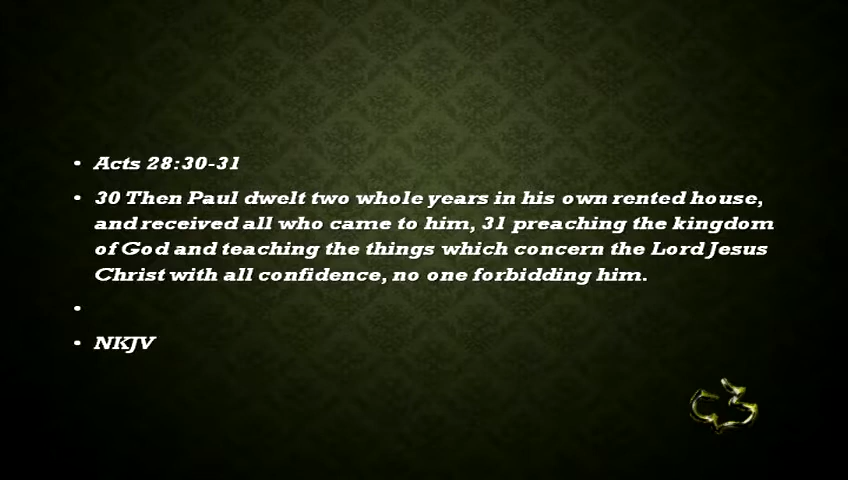 • Acts 28:30-31
• 30 Then Paul dwelt two whole years in his own rented house,
and received all who came to him, 31 preaching the kingdom
of God and teaching the things which concern the Lord Jesus
Christ with all confidence, no one forbidding him.
•
• NKJV
C3